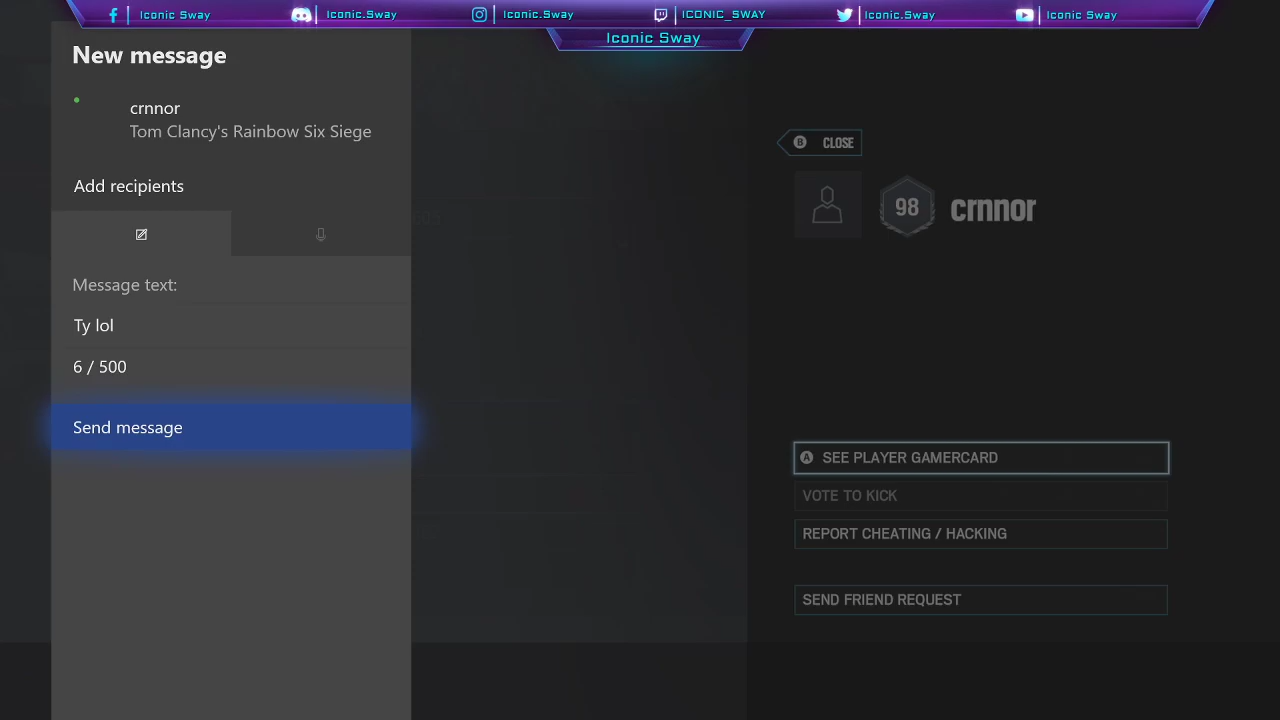 Iconic Sway
Iconic.Sway
Iconic.Sway
ICONIC_SWAY
Iconic.Sway
Iconic Sway
Iconic Sway
New message
crnnor
Tom Clancy's Rainbow Six Siege
Add recipients
Message text:
Ty lol
6 / 500
Send message
B CLOSE
98 crnnor
A SEE PLAYER GAMERCARD
VOTE TO KICK
REPORT CHEATING / HACKING
SEND FRIEND REQUEST